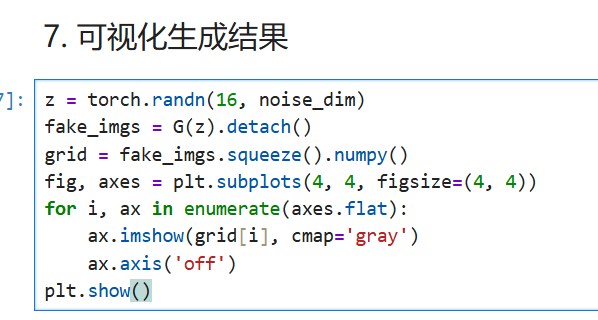 7. 可视化生成结果
7]:
z = torch.randn(16, noise_dim)
fake_imgs = G(z).detach()
grid = fake_imgs.squeeze().numpy()
fig, axes = plt.subplots(4, 4, figsize=(4, 4))
for i, ax in enumerate(axes.flat):
    ax.imshow(grid[i], cmap='gray')
    ax.axis('off')
plt.show()